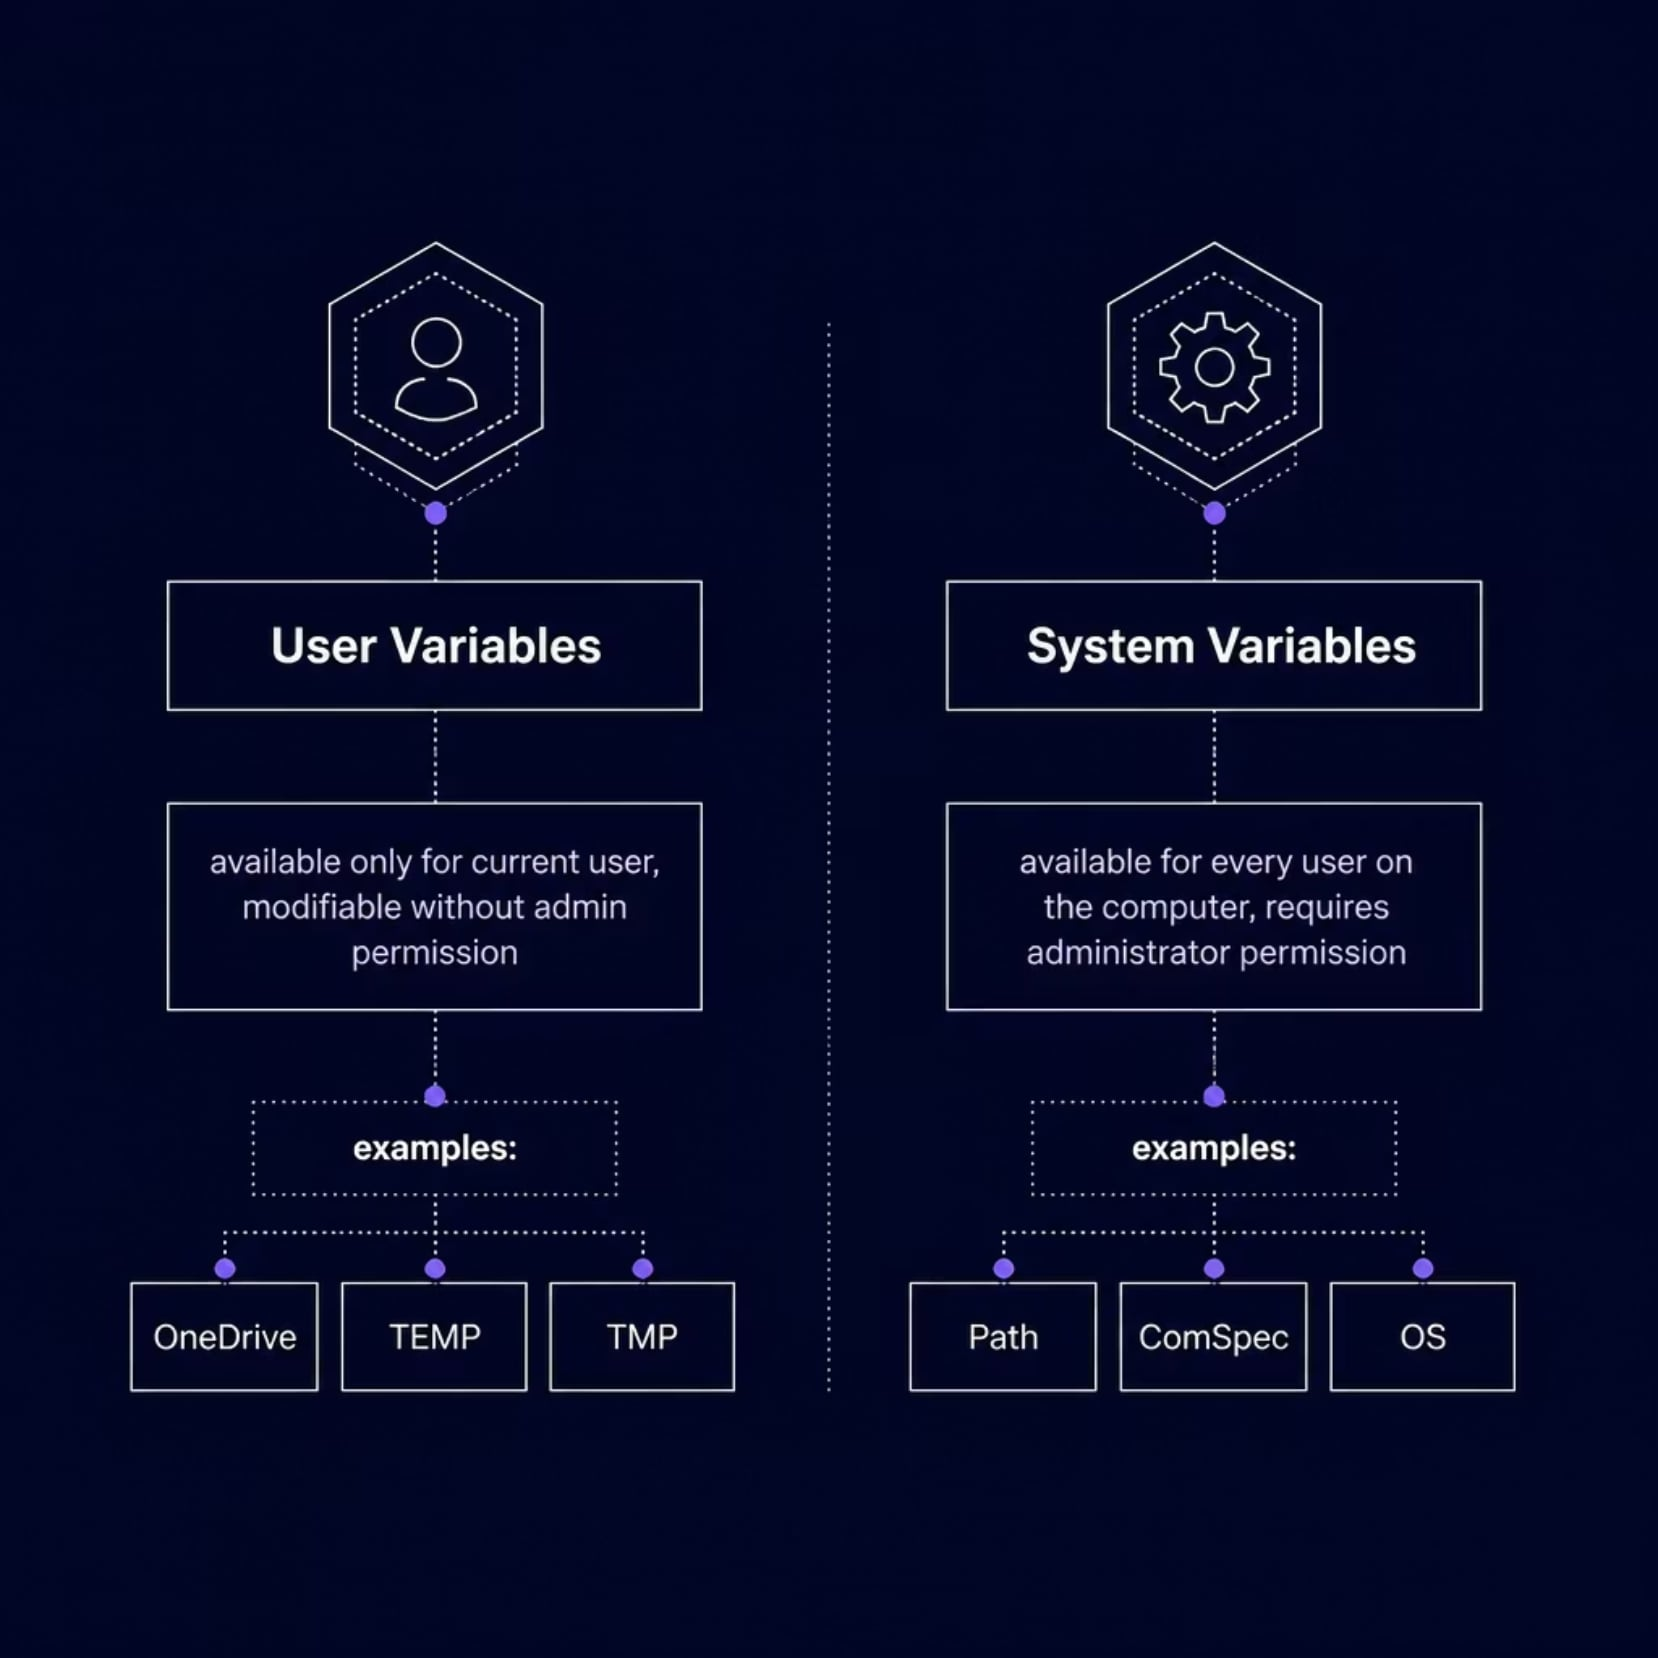 User Variables
available only for current user,
modifiable without admin
permission
examples:
OneDrive
TEMP
TMP
System Variables
available for every user on
the computer, requires
administrator permission
examples:
Path
ComSpec
OS